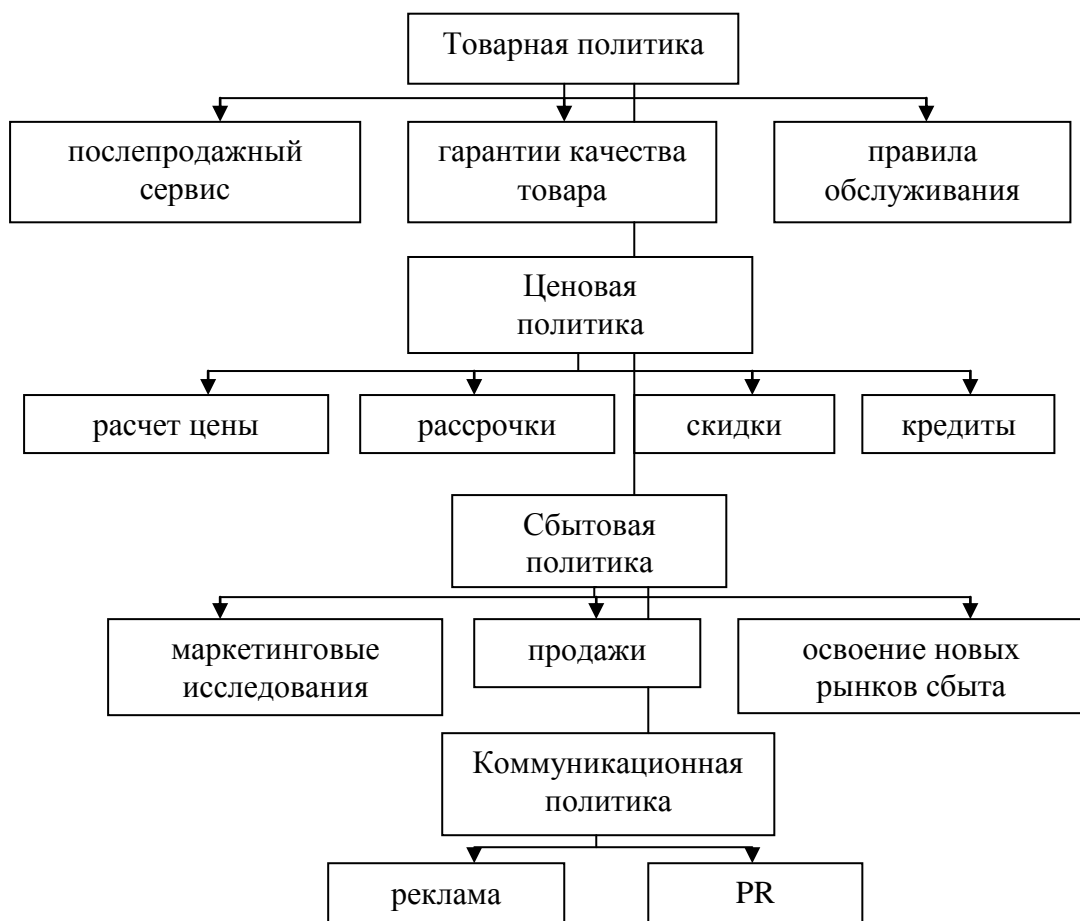 Товарная политика
послепродажный
сервис
гарантии качества
товара
правила
обслуживания
Ценовая
политика
расчет цены
рассрочки
скидки
кредиты
Сбытовая
политика
маркетинговые
исследования
продажи
освоение новых
рынков сбыта
Коммуникационная
политика
реклама
PR